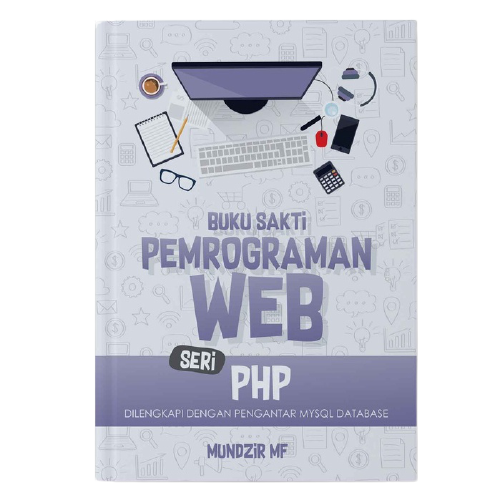 BUKU SAKTi
PEMROGRAMAN
WEB
SERi
PHP
DILENGKAPI DENGAN PENGANTAR MYSQL DATABASE
MUNDZiR MF